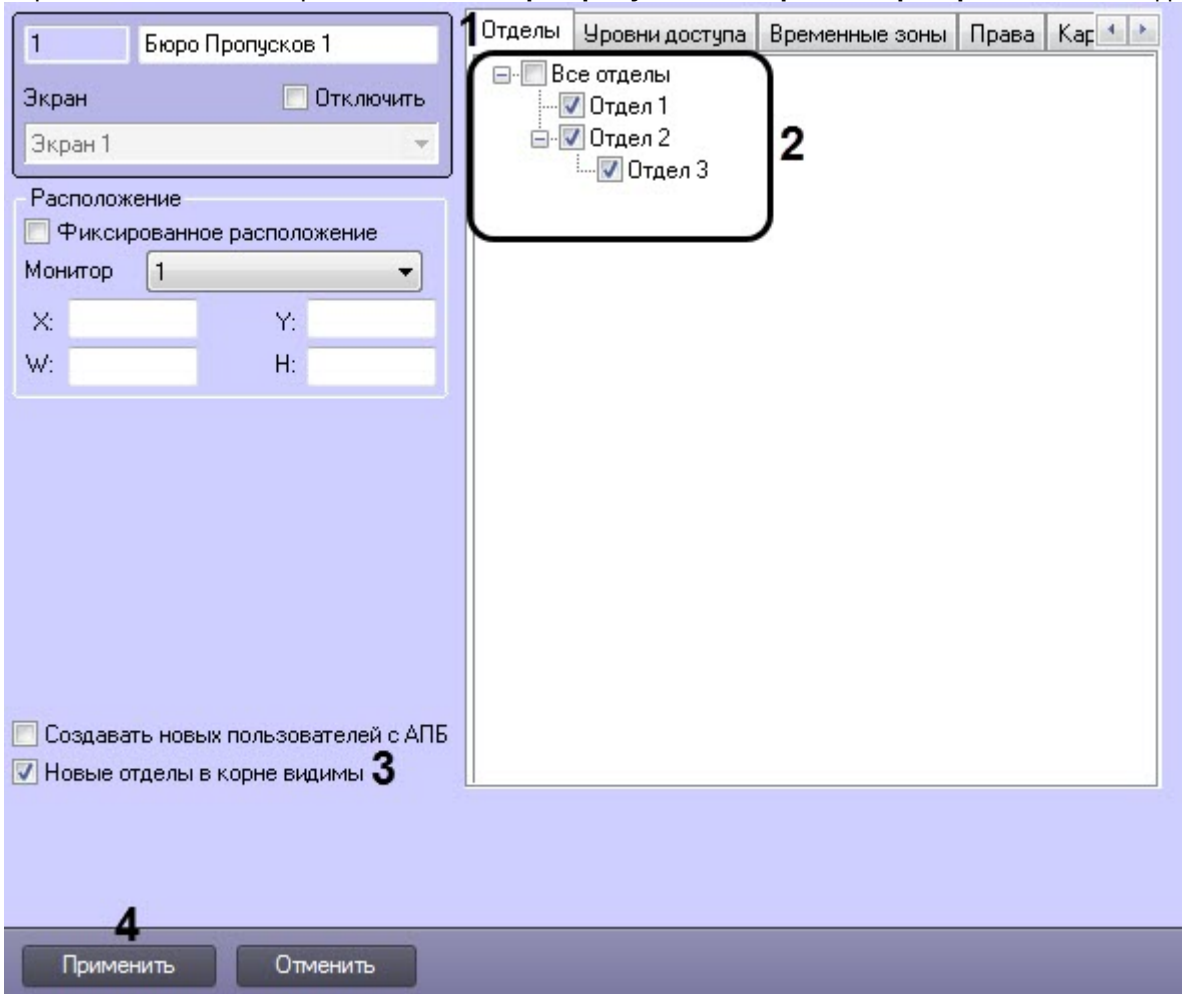 1 Бюро Пропусков 1
Экран Отключить
Экран 1
Расположение
Фиксированное расположение
Монитор 1
X: Y:
W: H:
Создавать новых пользователей с АПБ
Новые отделы в корне видимы 3
1 Отделы Уровни доступа Временные зоны Права Кар
Все отделы
Отдел 1
Отдел 2
Отдел 3
2
4
Применить Отменить